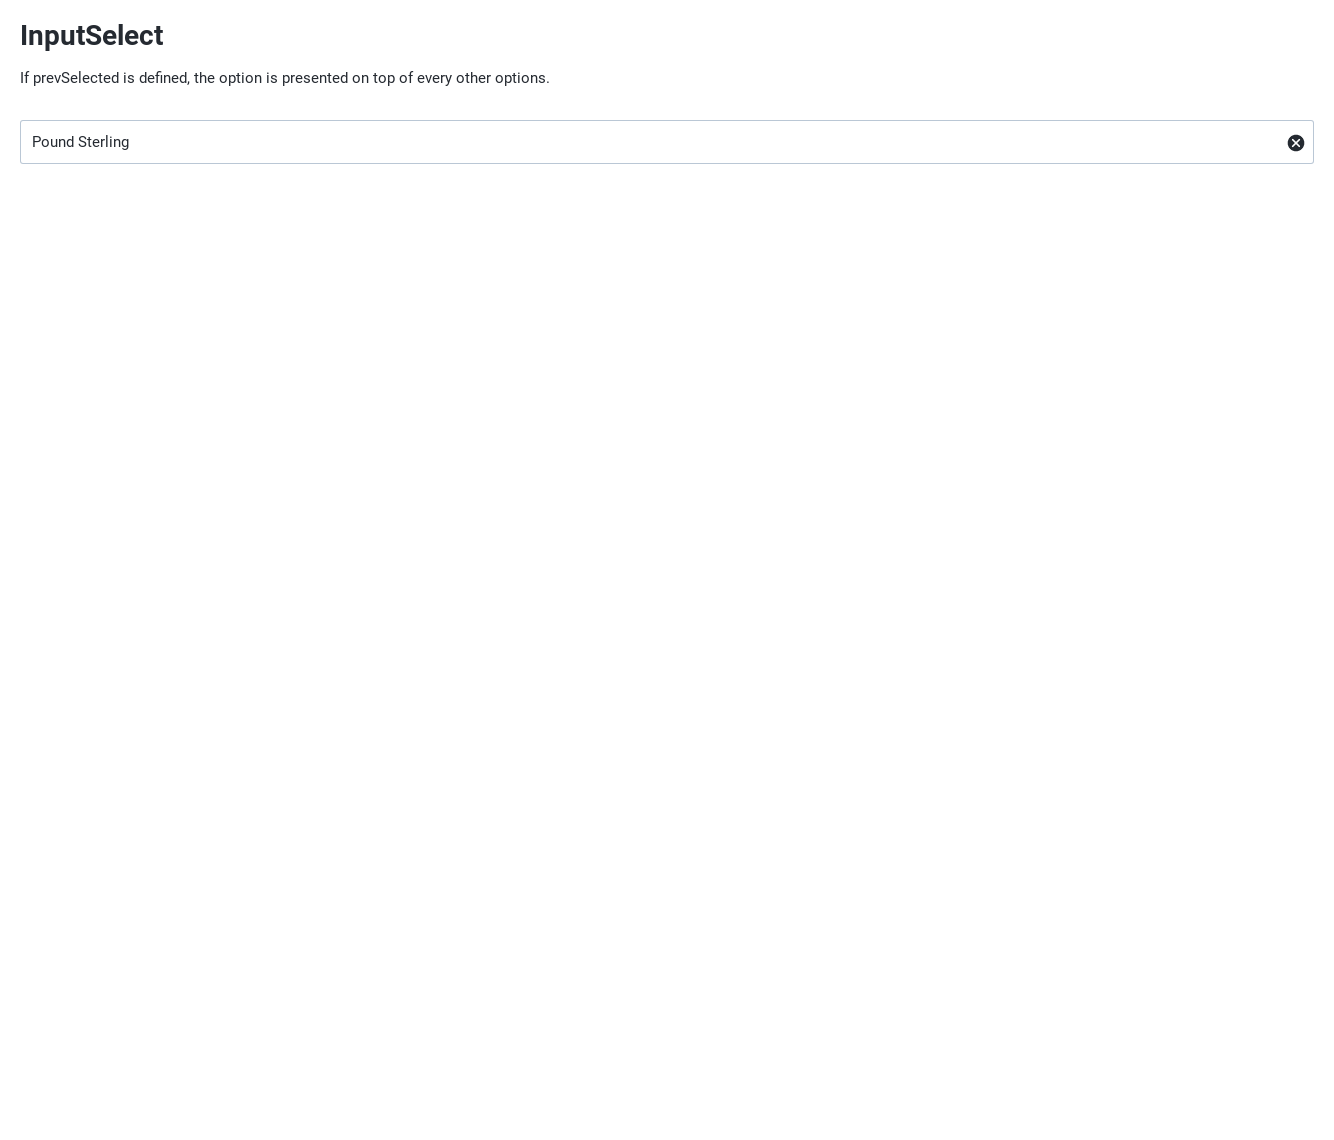 InputSelect
If prevSelected is defined, the option is presented on top of every other options.
Pound Sterling